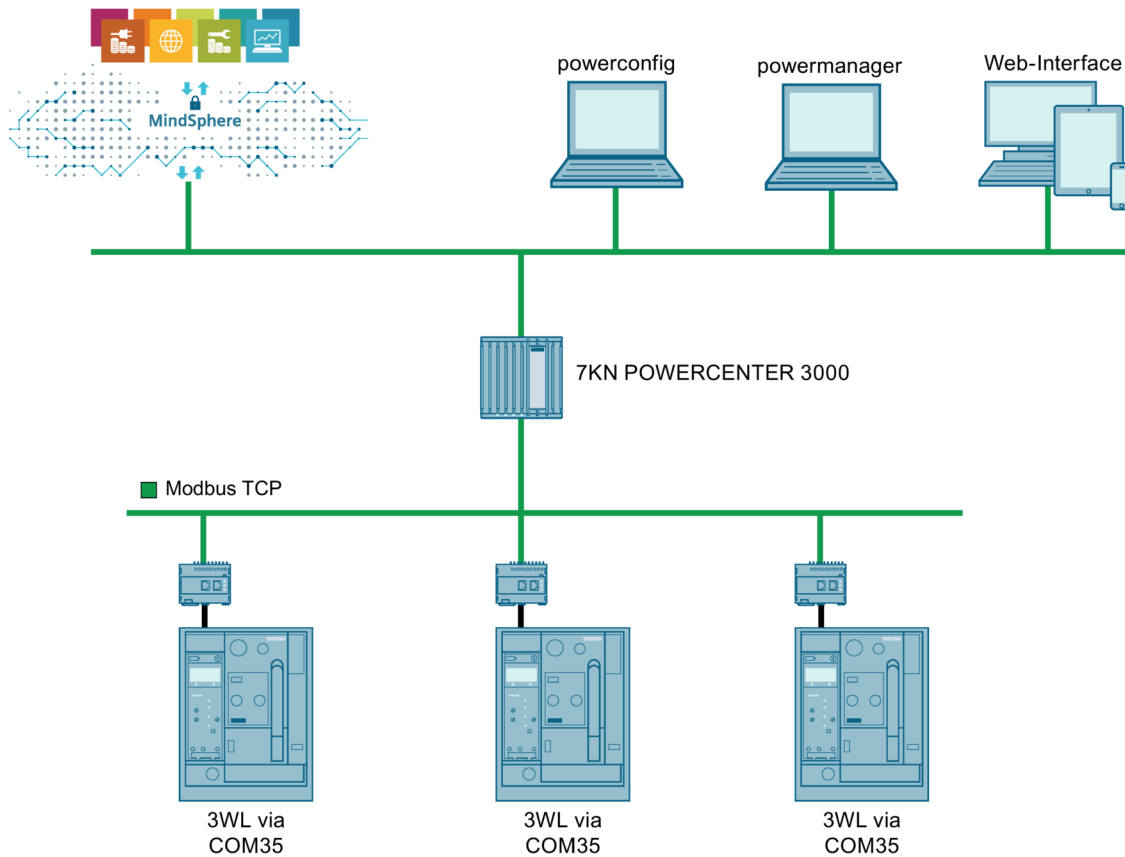 powerconfig
powermanager
Web-Interface
MindSphere
7KN POWERCENTER 3000
Modbus TCP
3WL via
COM35
3WL via
COM35
3WL via
COM35